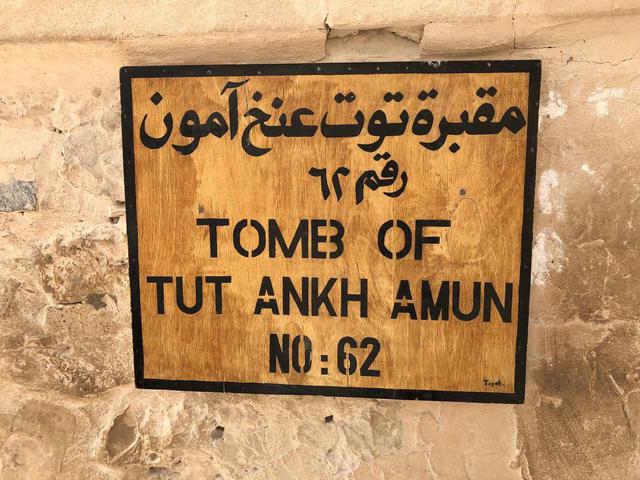 مقبرة توت عنخ آمون
رقم ٦٢
TOMB OF
TUT ANKH AMUN
NO: 62